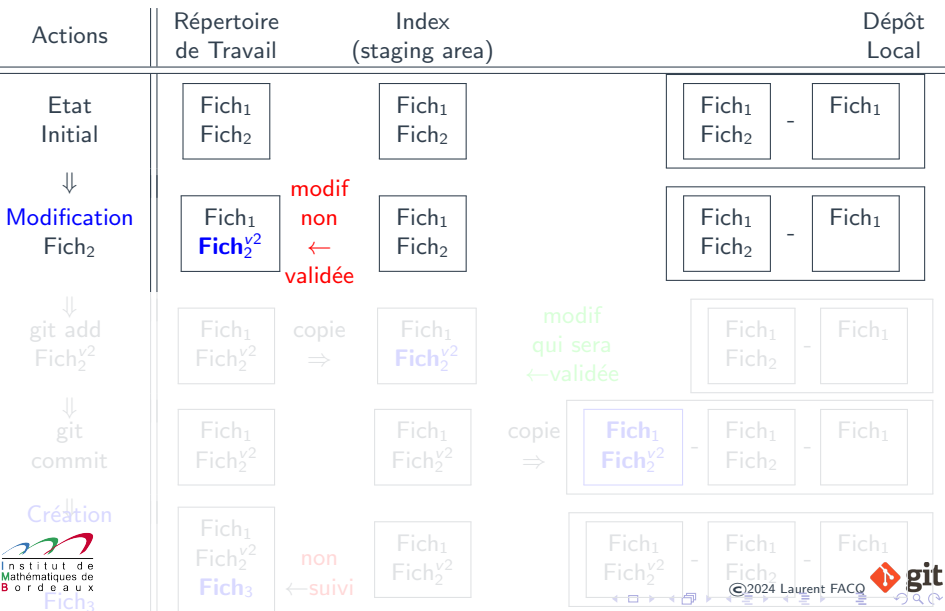 Actions Répertoire de Travail Index (staging area) Dépôt Local
Etat Initial
Fich₁ Fich₂
Fich₁ Fich₂
Fich₁ Fich₂ - Fich₁
⇓
Modification Fich₂
Fich₁ Fich₂ᵛ²
modif non ← validée
Fich₁ Fich₂
Fich₁ Fich₂ - Fich₁
⇓
git add Fich₂ᵛ²
Fich₁ Fich₂ᵛ²
copie ⇒
Fich₁ Fich₂ᵛ²
modif qui sera ←validée
Fich₁ Fich₂ - Fich₁
⇓
git commit
Fich₁ Fich₂ᵛ²
Fich₁ Fich₂ᵛ²
copie ⇒
Fich₁ Fich₂ᵛ² - Fich₁ Fich₂ - Fich₁
⇓
Création Fich₃
Fich₁ Fich₂ᵛ² Fich₃
non ←suivi
Fich₁ Fich₂ᵛ²
Fich₁ Fich₂ᵛ² - Fich₁ Fich₂ - Fich₁
Institut de
Mathématiques de
Bordeaux
©2024 Laurent FACQ
git